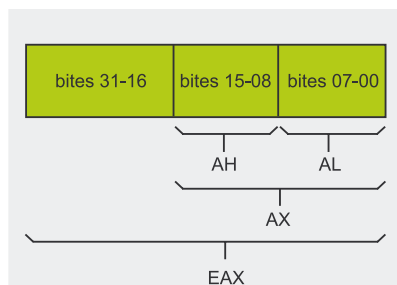 bites 31-16 bites 15-08 bites 07-00
AH AL
AX
EAX